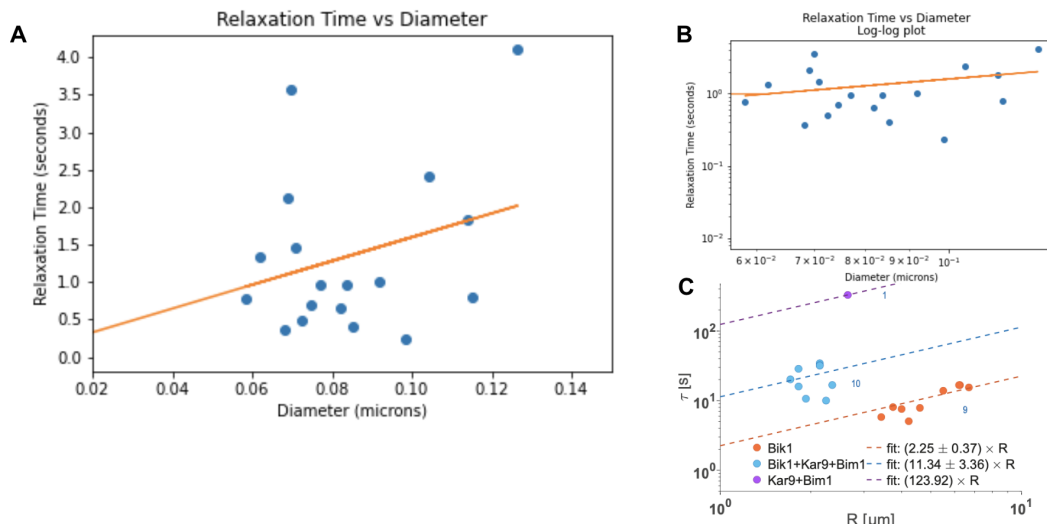 A
Relaxation Time vs Diameter
Relaxation Time (seconds)
4.0
3.5
3.0
2.5
2.0
1.5
1.0
0.5
0.0
0.02 0.04 0.06 0.08 0.10 0.12 0.14
Diameter (microns)
B
Relaxation Time vs Diameter
Log-log plot
Relaxation Time (seconds)
10⁰
10⁻¹
10⁻²
6 × 10⁻² 7 × 10⁻² 8 × 10⁻² 9 × 10⁻² 10⁻¹
Diameter (microns)
C
τ [s]
10²
10¹
10⁰
1
10
9
Bik1 fit: (2.25 ± 0.37) × R
Bik1+Kar9+Bim1 fit: (11.34 ± 3.36) × R
Kar9+Bim1 fit: (123.92) × R
10⁰ 10¹
R [um]